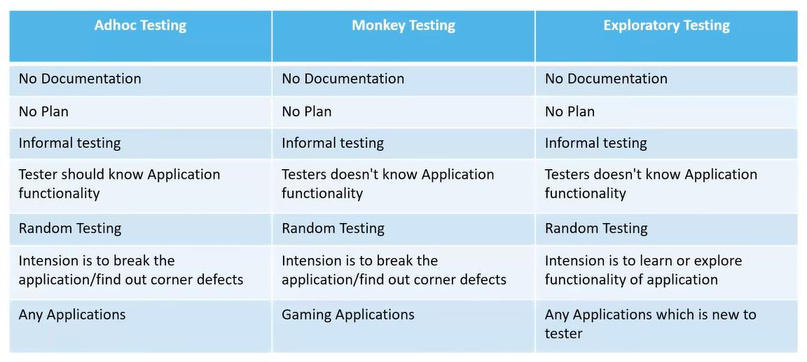 Adhoc Testing Monkey Testing Exploratory Testing
No Documentation No Documentation No Documentation
No Plan No Plan No Plan
Informal testing Informal testing Informal testing
Tester should know Application Testers doesn't know Application Testers doesn't know Application
functionality functionality functionality
Random Testing Random Testing Random Testing
Intension is to break the Intension is to break the Intension is to learn or explore
application/find out corner defects application/find out corner defects functionality of application
Any Applications Gaming Applications Any Applications which is new to
tester